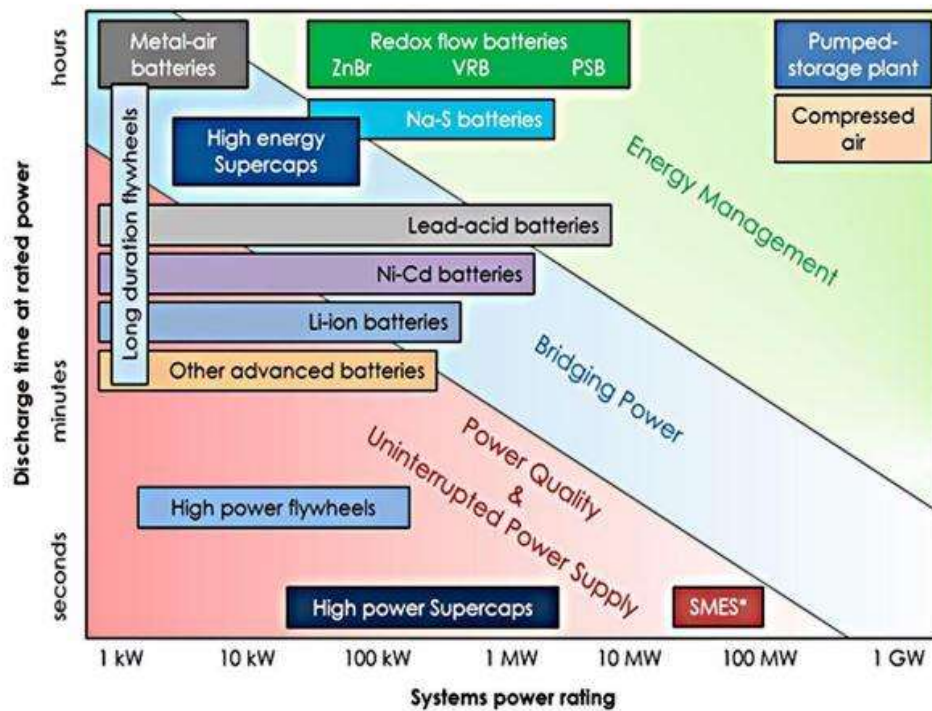 Metal-air
batteries
Redox flow batteries
ZnBr VRB PSB
Pumped-
storage plant
Na-S batteries
Compressed
air
High energy
Supercaps
Long duration flywheels
Energy Management
Lead-acid batteries
Ni-Cd batteries
Li-ion batteries
Bridging Power
Other advanced batteries
Power Quality
&
Uninterrupted Power Supply
High power flywheels
High power Supercaps
SMES*
hours
minutes
seconds
Discharge time at rated power
1 kW 10 kW 100 kW 1 MW 10 MW 100 MW 1 GW
Systems power rating